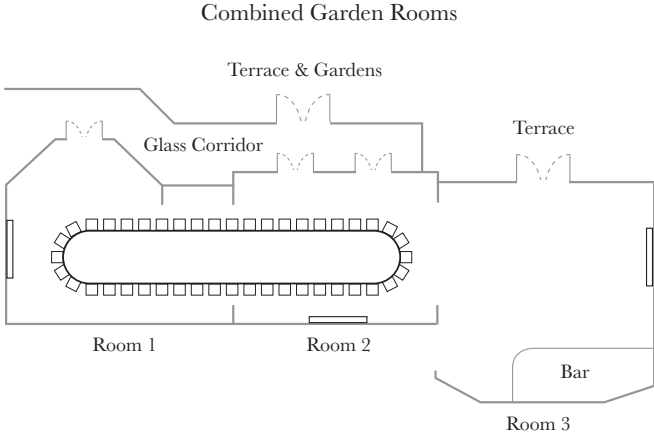 Combined Garden Rooms
Terrace & Gardens
Terrace
Glass Corridor
Room 1
Room 2
Bar
Room 3